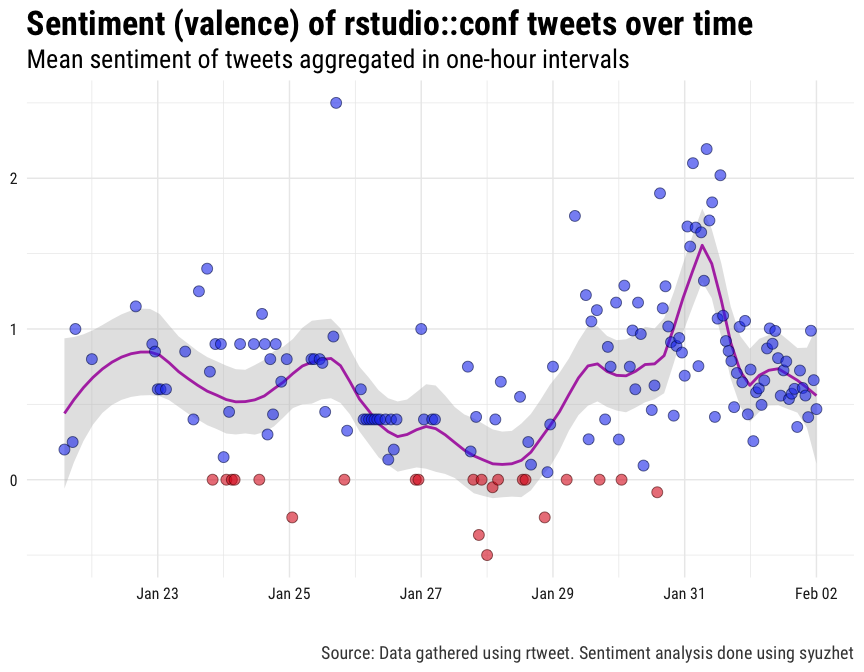 Sentiment (valence) of rstudio::conf tweets over time
Mean sentiment of tweets aggregated in one-hour intervals
2
1
0
Jan 23 Jan 25 Jan 27 Jan 29 Jan 31 Feb 02
Source: Data gathered using rtweet. Sentiment analysis done using syuzhet